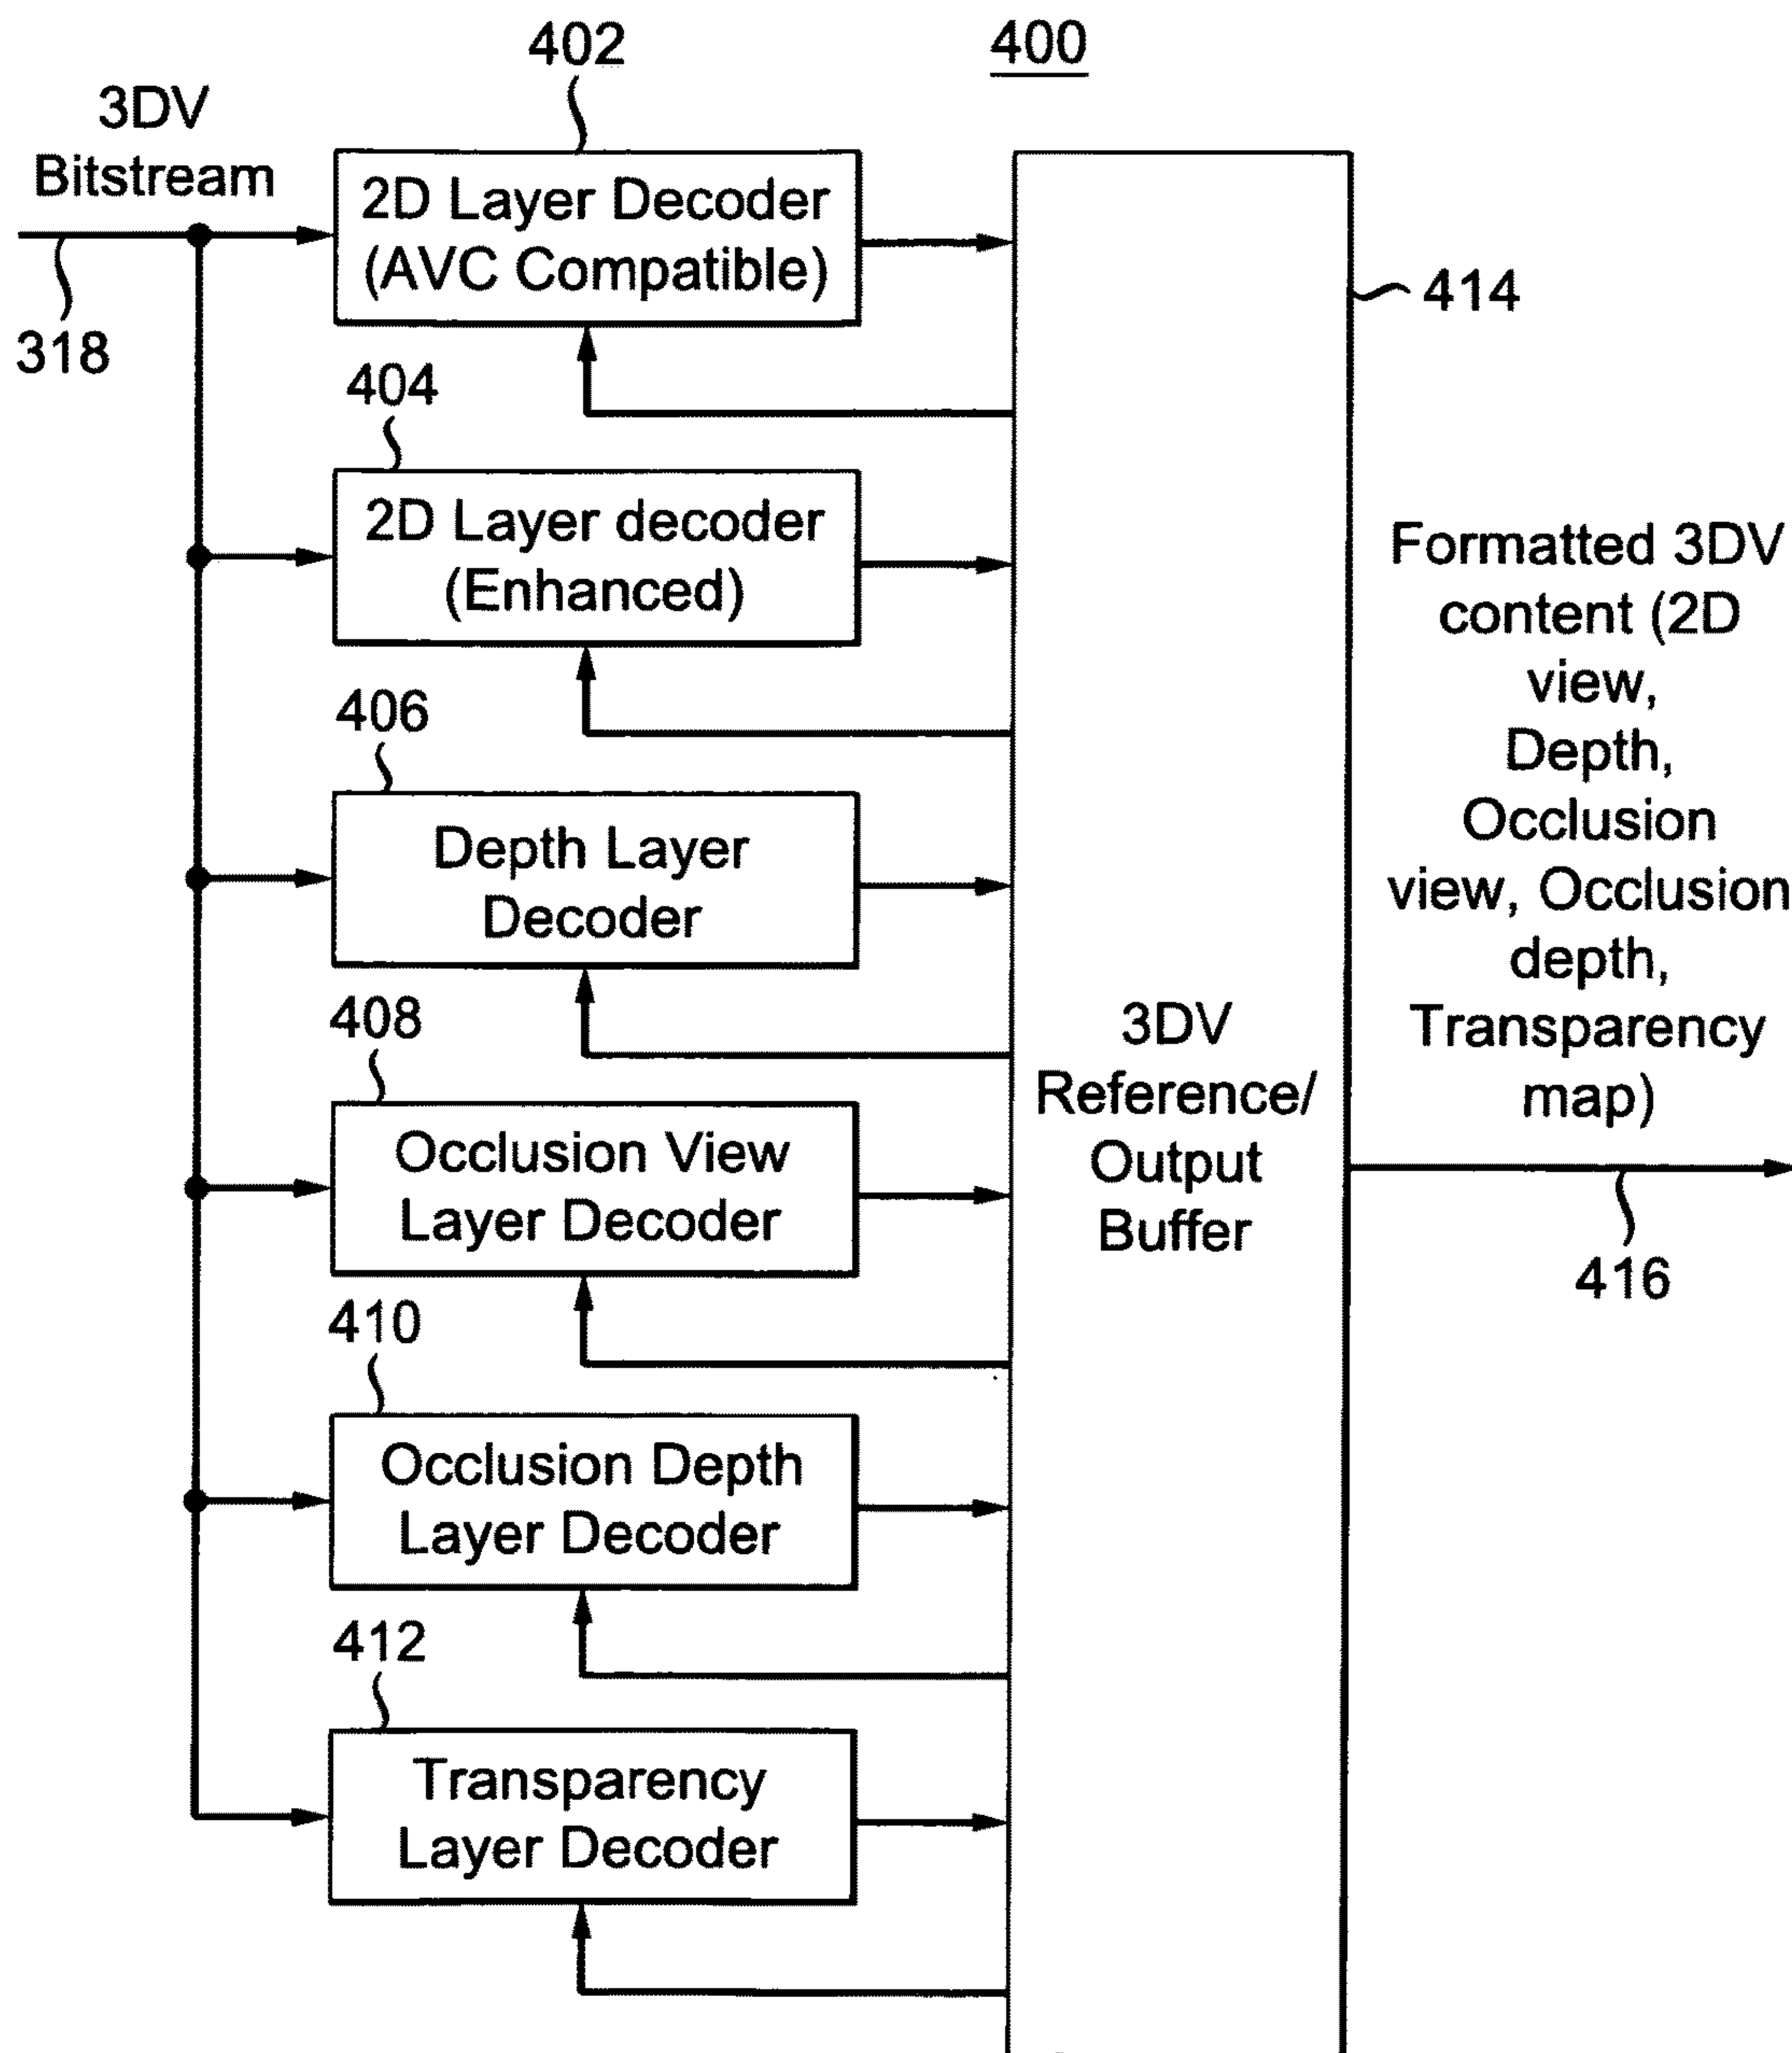 402
400
3DV
Bitstream
2D Layer Decoder
(AVC Compatible)
414
318
404
2D Layer decoder
(Enhanced)
Formatted 3DV
content (2D
view,
Depth,
Occlusion
view, Occlusion
depth,
Transparency
map)
406
Depth Layer
Decoder
408
3DV
Reference/
Output
Buffer
Occlusion View
Layer Decoder
416
410
Occlusion Depth
Layer Decoder
412
Transparency
Layer Decoder